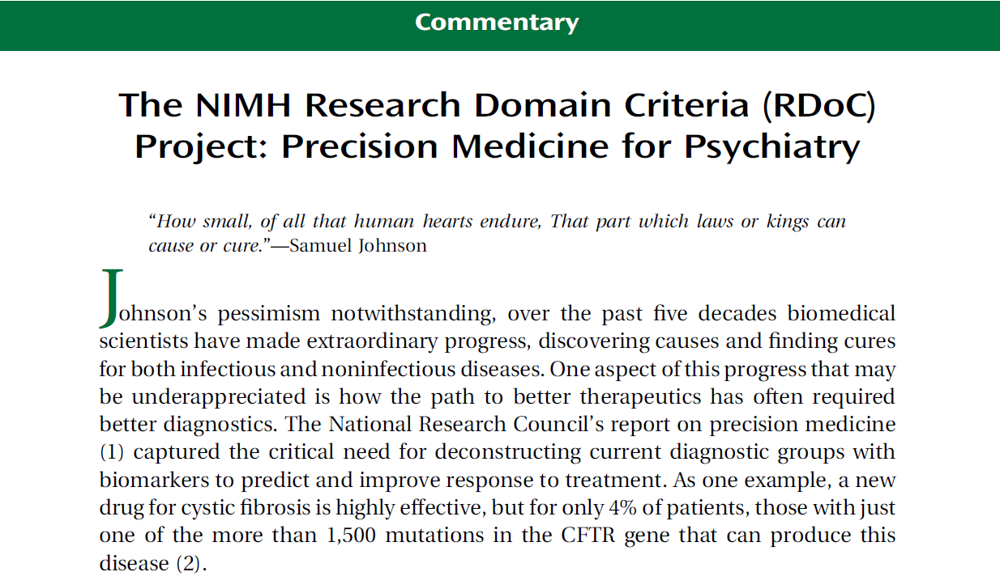 Commentary
The NIMH Research Domain Criteria (RDoC)
Project: Precision Medicine for Psychiatry
“How small, of all that human hearts endure, That part which laws or kings can
cause or cure.”—Samuel Johnson
Johnson’s pessimism notwithstanding, over the past five decades biomedical
scientists have made extraordinary progress, discovering causes and finding cures
for both infectious and noninfectious diseases. One aspect of this progress that may
be underappreciated is how the path to better therapeutics has often required
better diagnostics. The National Research Council’s report on precision medicine
(1) captured the critical need for deconstructing current diagnostic groups with
biomarkers to predict and improve response to treatment. As one example, a new
drug for cystic fibrosis is highly effective, but for only 4% of patients, those with just
one of the more than 1,500 mutations in the CFTR gene that can produce this
disease (2).